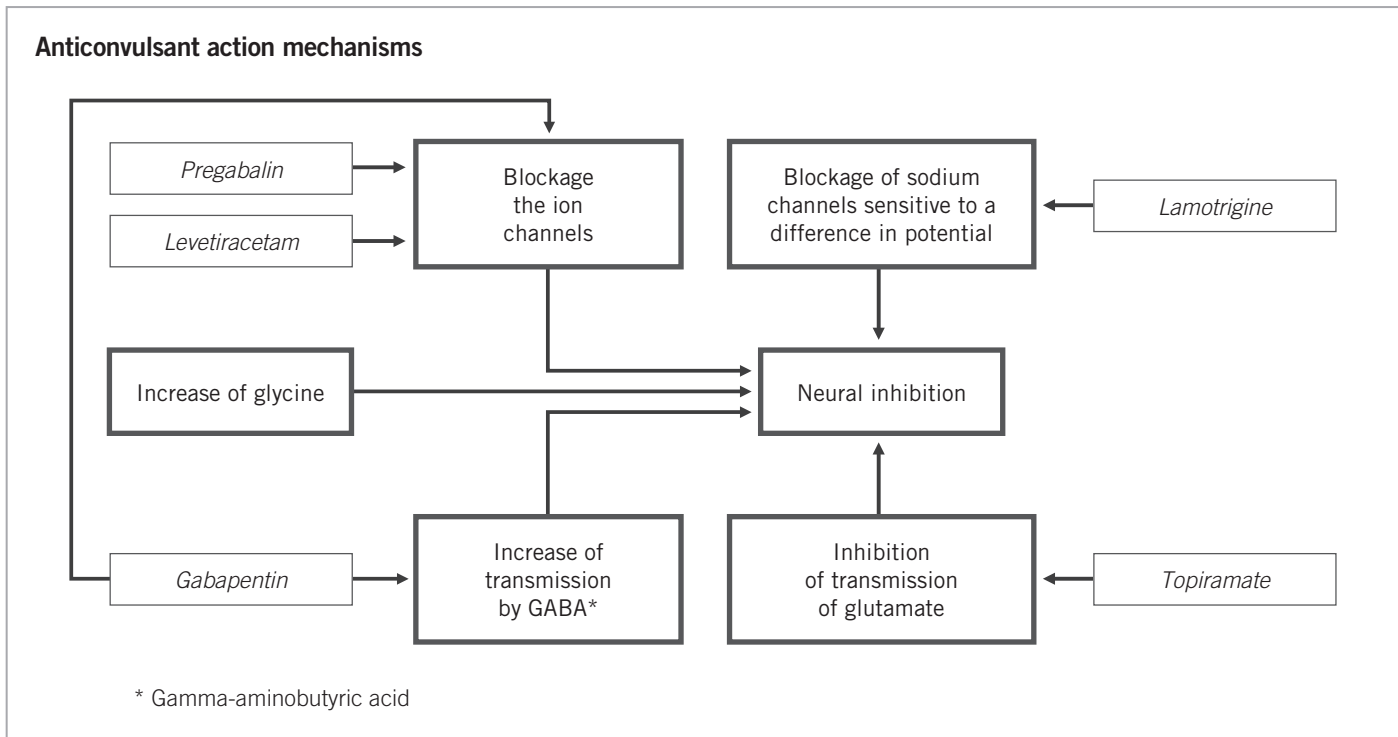 Anticonvulsant action mechanisms
Pregabalin
Levetiracetam
Blockage
the ion
channels
Blockage of sodium
channels sensitive to a
difference in potential
Lamotrigine
Increase of glycine
Neural inhibition
Gabapentin
Increase of
transmission
by GABA*
Inhibition
of transmission
of glutamate
Topiramate
* Gamma-aminobutyric acid